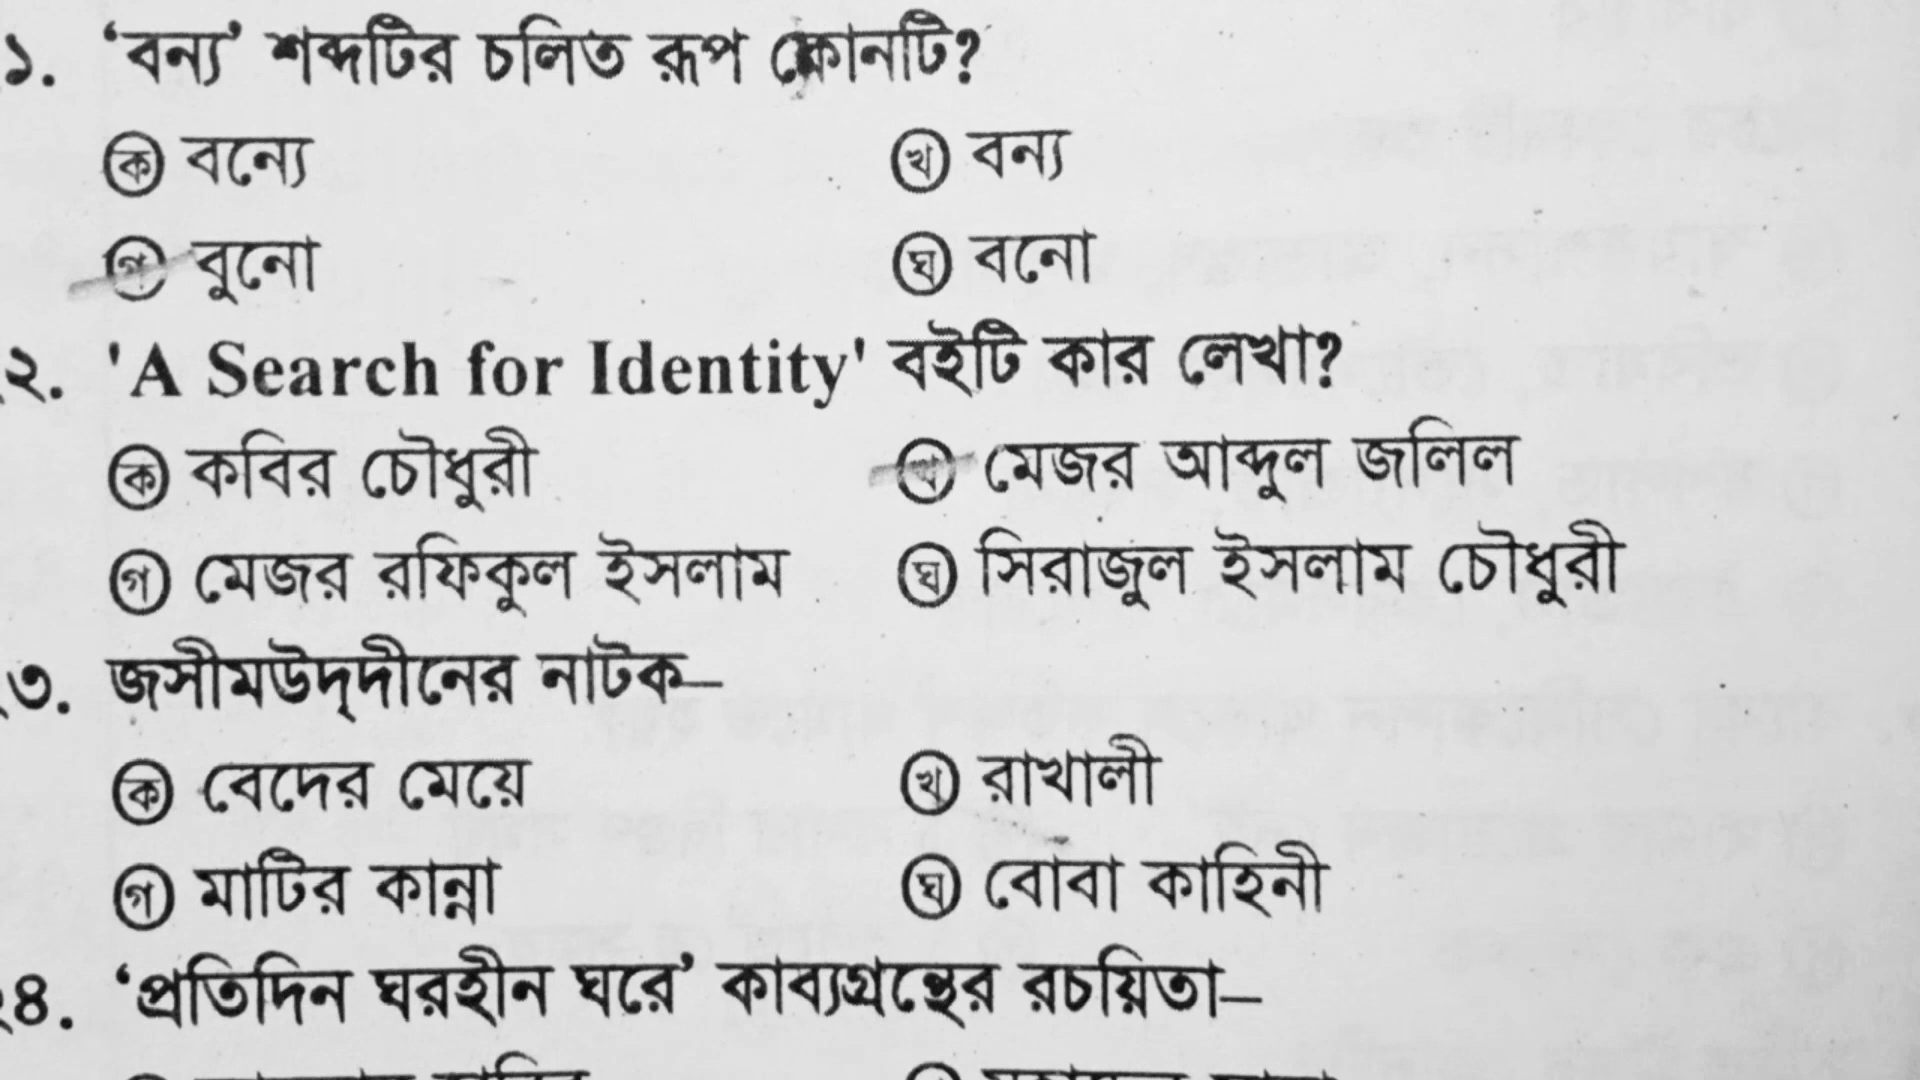 ১. ‘বন্য’ শব্দটির চলিত রূপ কোনটি?
ক বন্যে খ বন্য
গ বুনো ঘ বনো
২. 'A Search for Identity' বইটি কার লেখা?
ক কবির চৌধুরী খ মেজর আব্দুল জলিল
গ মেজর রফিকুল ইসলাম ঘ সিরাজুল ইসলাম চৌধুরী
৩. জসীমউদ্‌দীনের নাটক–
ক বেদের মেয়ে খ রাখালী
গ মাটির কান্না ঘ বোবা কাহিনী
২৪. ‘প্রতিদিন ঘরহীন ঘরে’ কাব্যগ্রন্থের রচয়িতা–